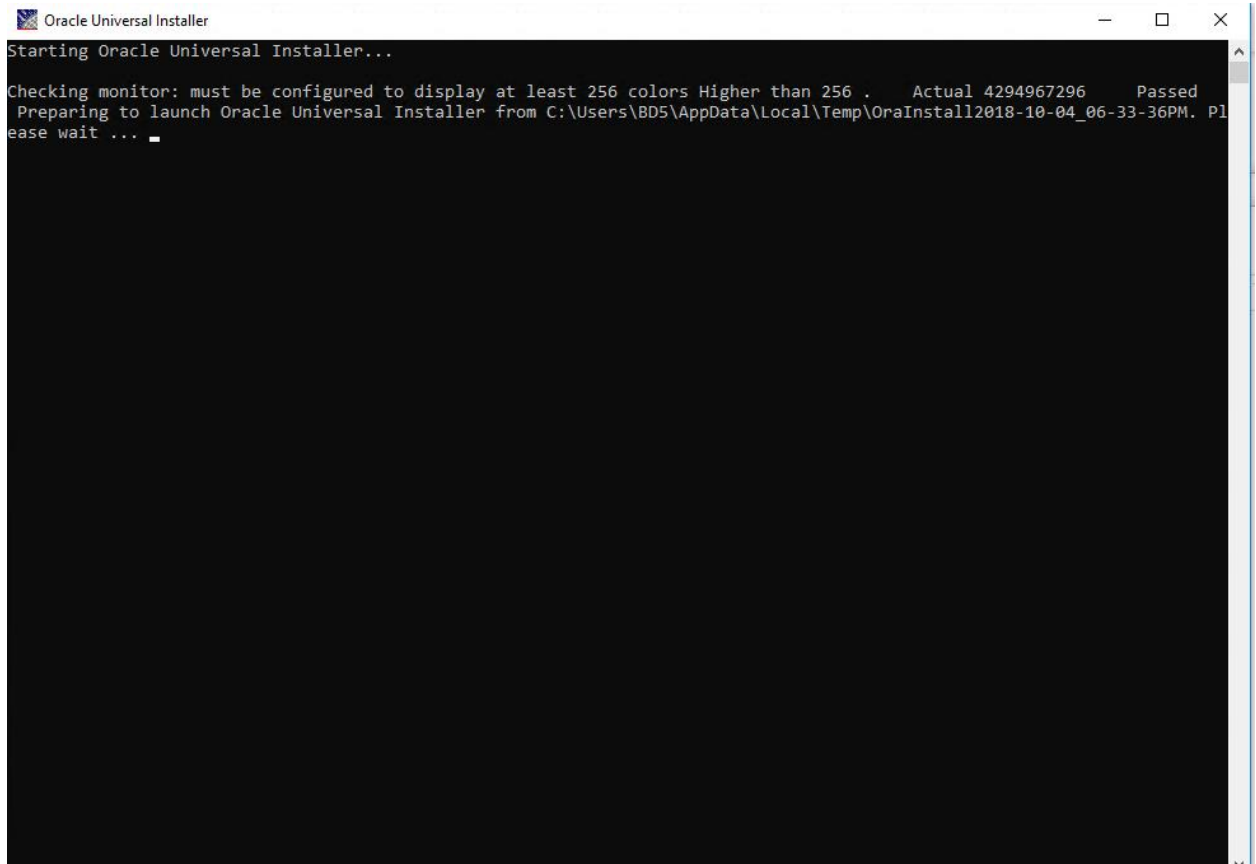 Oracle Universal Installer
Starting Oracle Universal Installer...
Checking monitor: must be configured to display at least 256 colors Higher than 256 .    Actual 4294967296     Passed
 Preparing to launch Oracle Universal Installer from C:\Users\BD5\AppData\Local\Temp\OraInstall2018-10-04_06-33-36PM. Pl
ease wait ...